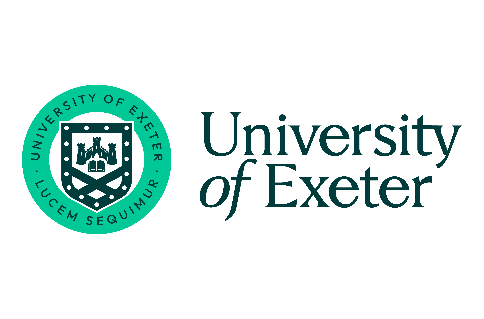 UNIVERSITY OF EXETER
· LUCEM SEQUIMUR ·
University
of Exeter